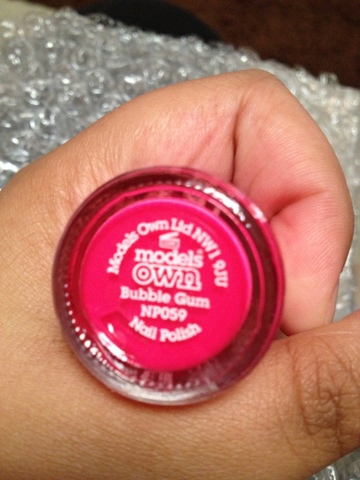 Models Own Ltd NW1 9JU
models
own
Bubble Gum
NP059
Nail Polish